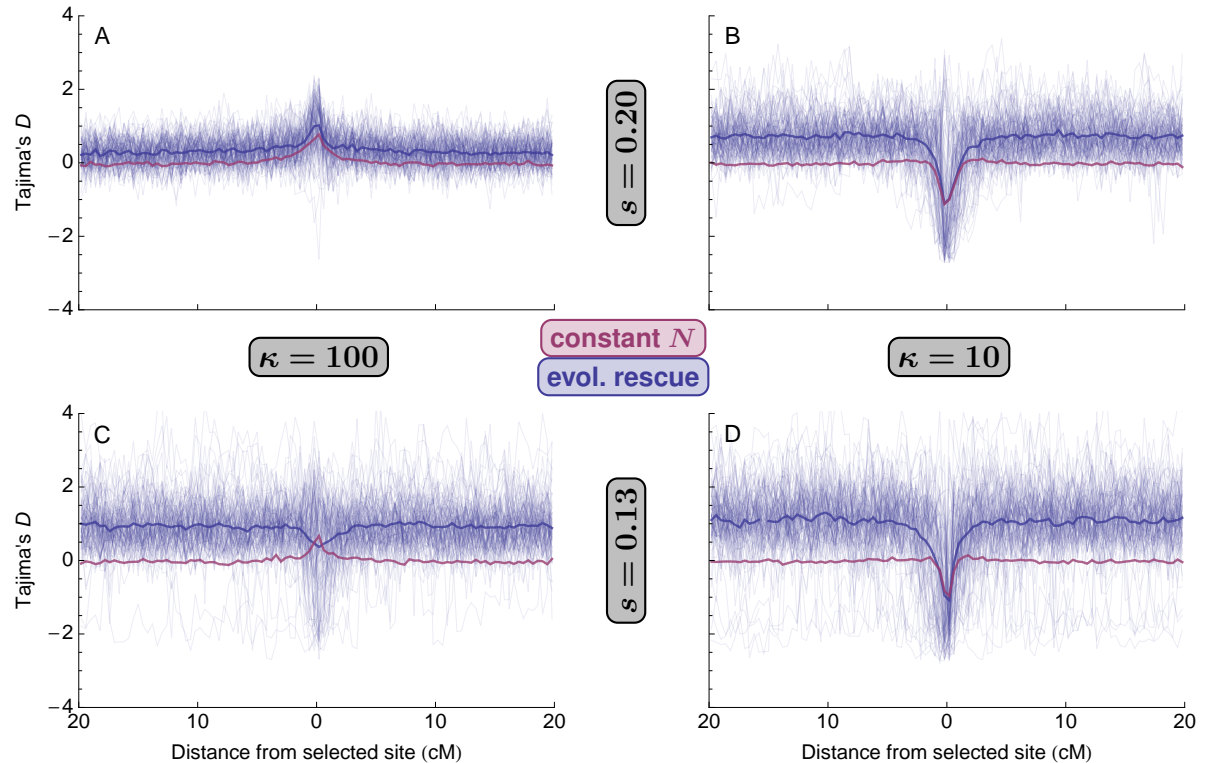 A
B
4
2
0
−2
−4
Tajima's D
s = 0.20
constant N
evol. rescue
κ = 100
κ = 10
C
D
4
2
0
−2
−4
Tajima's D
s = 0.13
20 10 0 10 20
20 10 0 10 20
Distance from selected site (cM)
Distance from selected site (cM)